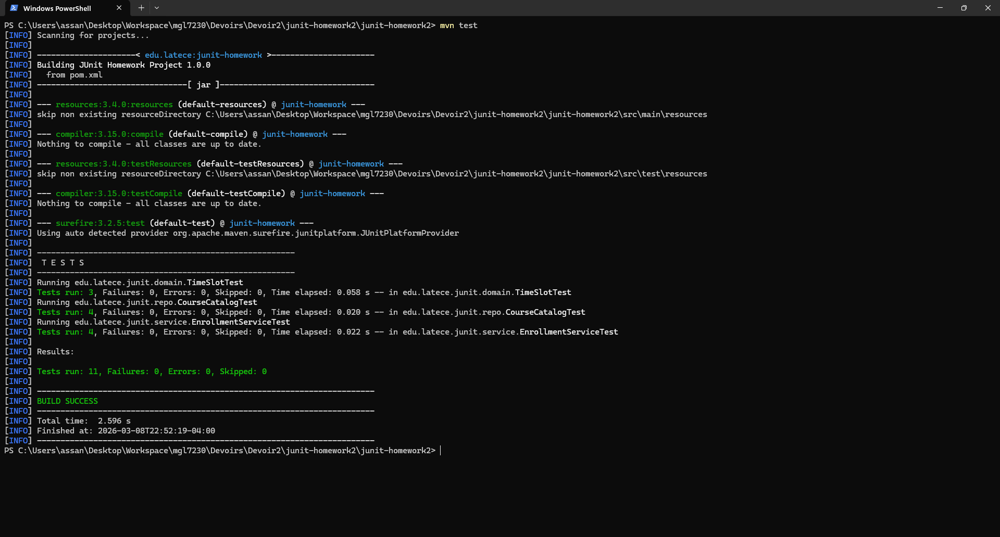 Windows PowerShell
PS C:\Users\assan\Desktop\Workspace\mgl7230\Devoirs\Devoir2\junit-homework2\junit-homework2> mvn test
[INFO] Scanning for projects...
[INFO]
[INFO] ---------------------< edu.latece:junit-homework >----------------------
[INFO] Building JUnit Homework Project 1.0.0
[INFO]   from pom.xml
[INFO] --------------------------------[ jar ]---------------------------------
[INFO]
[INFO] --- resources:3.4.0:resources (default-resources) @ junit-homework ---
[INFO] skip non existing resourceDirectory C:\Users\assan\Desktop\Workspace\mgl7230\Devoirs\Devoir2\junit-homework2\junit-homework2\src\main\resources
[INFO]
[INFO] --- compiler:3.15.0:compile (default-compile) @ junit-homework ---
[INFO] Nothing to compile - all classes are up to date.
[INFO]
[INFO] --- resources:3.4.0:testResources (default-testResources) @ junit-homework ---
[INFO] skip non existing resourceDirectory C:\Users\assan\Desktop\Workspace\mgl7230\Devoirs\Devoir2\junit-homework2\junit-homework2\src\test\resources
[INFO]
[INFO] --- compiler:3.15.0:testCompile (default-testCompile) @ junit-homework ---
[INFO] Nothing to compile - all classes are up to date.
[INFO]
[INFO] --- surefire:3.2.5:test (default-test) @ junit-homework ---
[INFO] Using auto detected provider org.apache.maven.surefire.junitplatform.JUnitPlatformProvider
[INFO]
[INFO] -------------------------------------------------------
[INFO]  T E S T S
[INFO] -------------------------------------------------------
[INFO] Running edu.latece.junit.domain.TimeSlotTest
[INFO] Tests run: 3, Failures: 0, Errors: 0, Skipped: 0, Time elapsed: 0.058 s -- in edu.latece.junit.domain.TimeSlotTest
[INFO] Running edu.latece.junit.repo.CourseCatalogTest
[INFO] Tests run: 4, Failures: 0, Errors: 0, Skipped: 0, Time elapsed: 0.020 s -- in edu.latece.junit.repo.CourseCatalogTest
[INFO] Running edu.latece.junit.service.EnrollmentServiceTest
[INFO] Tests run: 4, Failures: 0, Errors: 0, Skipped: 0, Time elapsed: 0.022 s -- in edu.latece.junit.service.EnrollmentServiceTest
[INFO]
[INFO] Results:
[INFO]
[INFO] Tests run: 11, Failures: 0, Errors: 0, Skipped: 0
[INFO]
[INFO] ------------------------------------------------------------------------
[INFO] BUILD SUCCESS
[INFO] ------------------------------------------------------------------------
[INFO] Total time:  2.596 s
[INFO] Finished at: 2026-03-08T22:52:19-04:00
[INFO] ------------------------------------------------------------------------
PS C:\Users\assan\Desktop\Workspace\mgl7230\Devoirs\Devoir2\junit-homework2\junit-homework2>